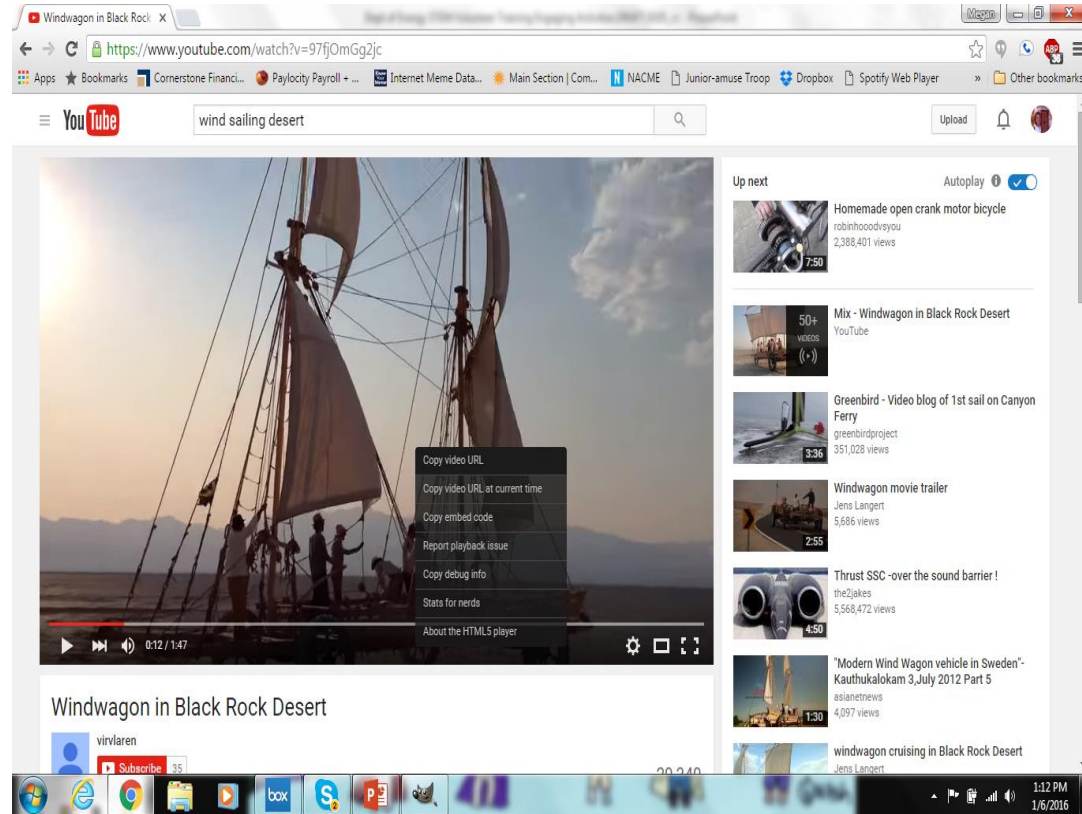 Windwagon in Black Rock X
Megan
https://www.youtube.com/watch?v=97fjOmGg2jc
Apps Bookmarks Cornerstone Financi... Paylocity Payroll + ... Internet Meme Data... Main Section | Com... NACME Junior-amuse Troop Dropbox Spotify Web Player » Other bookmarks
ABP
36
YouTube
wind sailing desert
Upload
Copy video URL
Copy video URL at current time
Copy embed code
Report playback issue
Copy debug info
Stats for nerds
About the HTML5 player
0:12 / 1:47
Windwagon in Black Rock Desert
virvlaren
Subscribe 35
Up next Autoplay
Homemade open crank motor bicycle
robinhooodvsyou
2,388,401 views
7:50
Mix - Windwagon in Black Rock Desert
YouTube
50+
VIDEOS
Greenbird - Video blog of 1st sail on Canyon
Ferry
greenbirdproject
351,028 views
3:36
Windwagon movie trailer
Jens Langert
5,686 views
2:55
Thrust SSC -over the sound barrier !
the2jakes
5,568,472 views
4:50
"Modern Wind Wagon vehicle in Sweden"-
Kauthukalokam 3,July 2012 Part 5
asianetnews
4,097 views
1:30
windwagon cruising in Black Rock Desert
Jens Langert
box
1:12 PM
1/6/2016